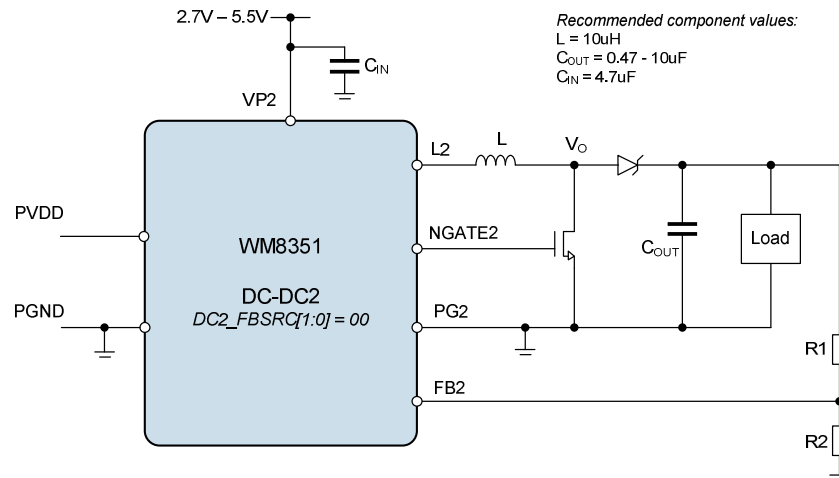 2.7V – 5.5V
Recommended component values:
L = 10uH
COUT = 0.47 - 10uF
CIN = 4.7uF
CIN
VP2
L2
L
VO
PVDD
NGATE2
WM8351
COUT
Load
DC-DC2
DC2_FBSRC[1:0] = 00
PGND
PG2
R1
FB2
R2